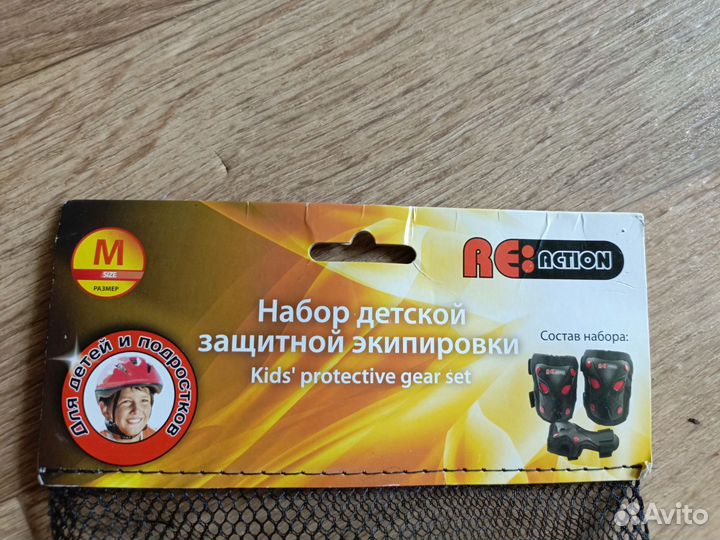 M
SIZE
РАЗМЕР
RE:ACTION
Набор детской
защитной экипировки
Kids' protective gear set
Состав набора:
Для детей и подростков
Avito